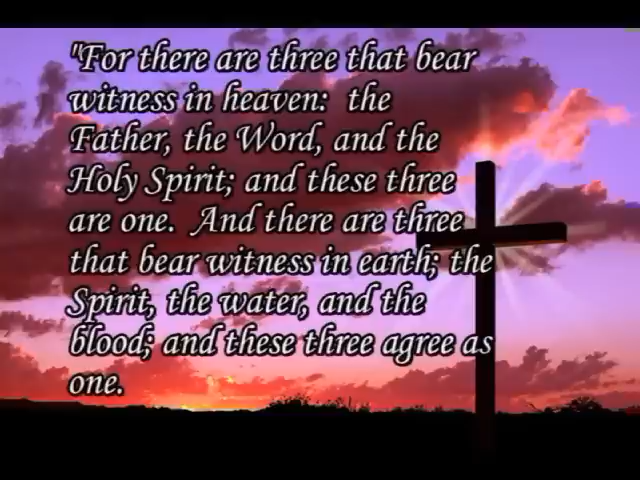 "For there are three that bear
witness in heaven: the
Father, the Word, and the
Holy Spirit; and these three
are one. And there are three
that bear witness in earth; the
Spirit, the water, and the
blood; and these three agree as
one.